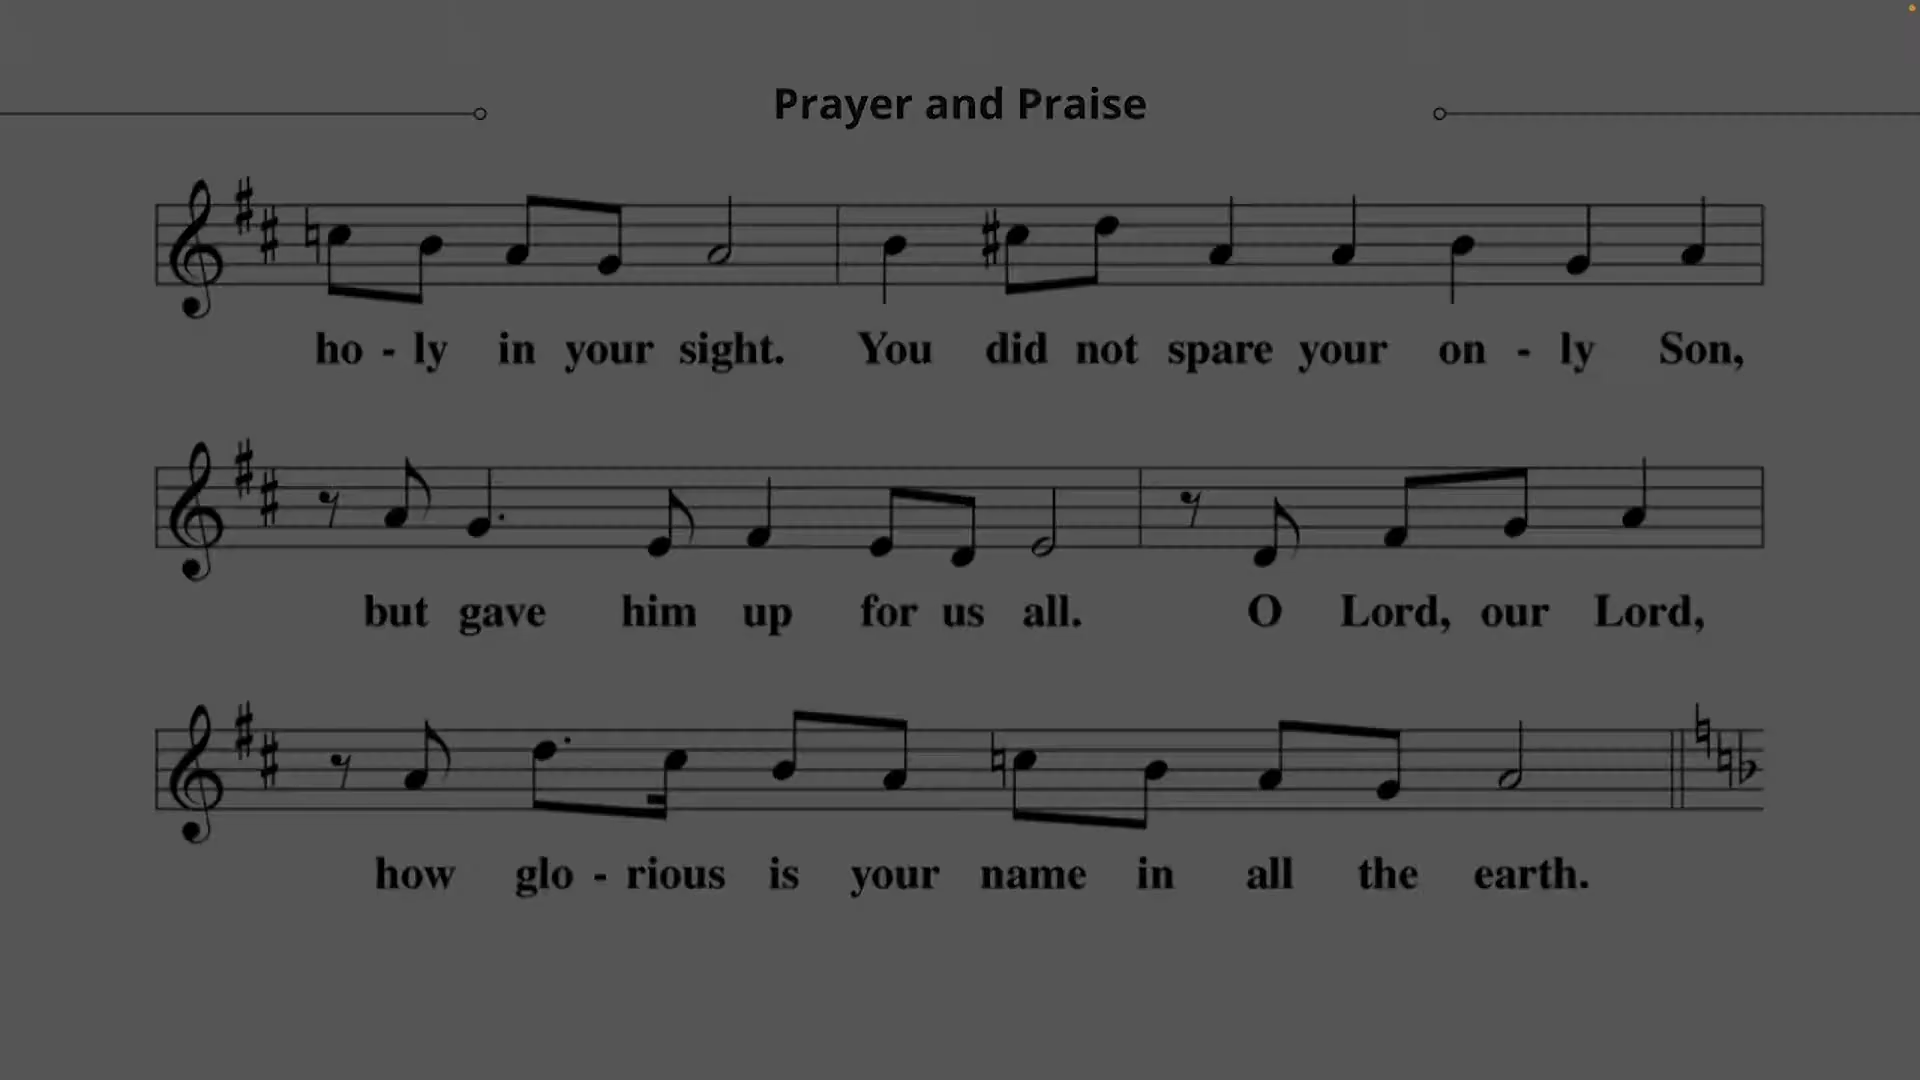 Prayer and Praise
ho - ly in your sight. You did not spare your on - ly Son,
but gave him up for us all. O Lord, our Lord,
how glo - rious is your name in all the earth.